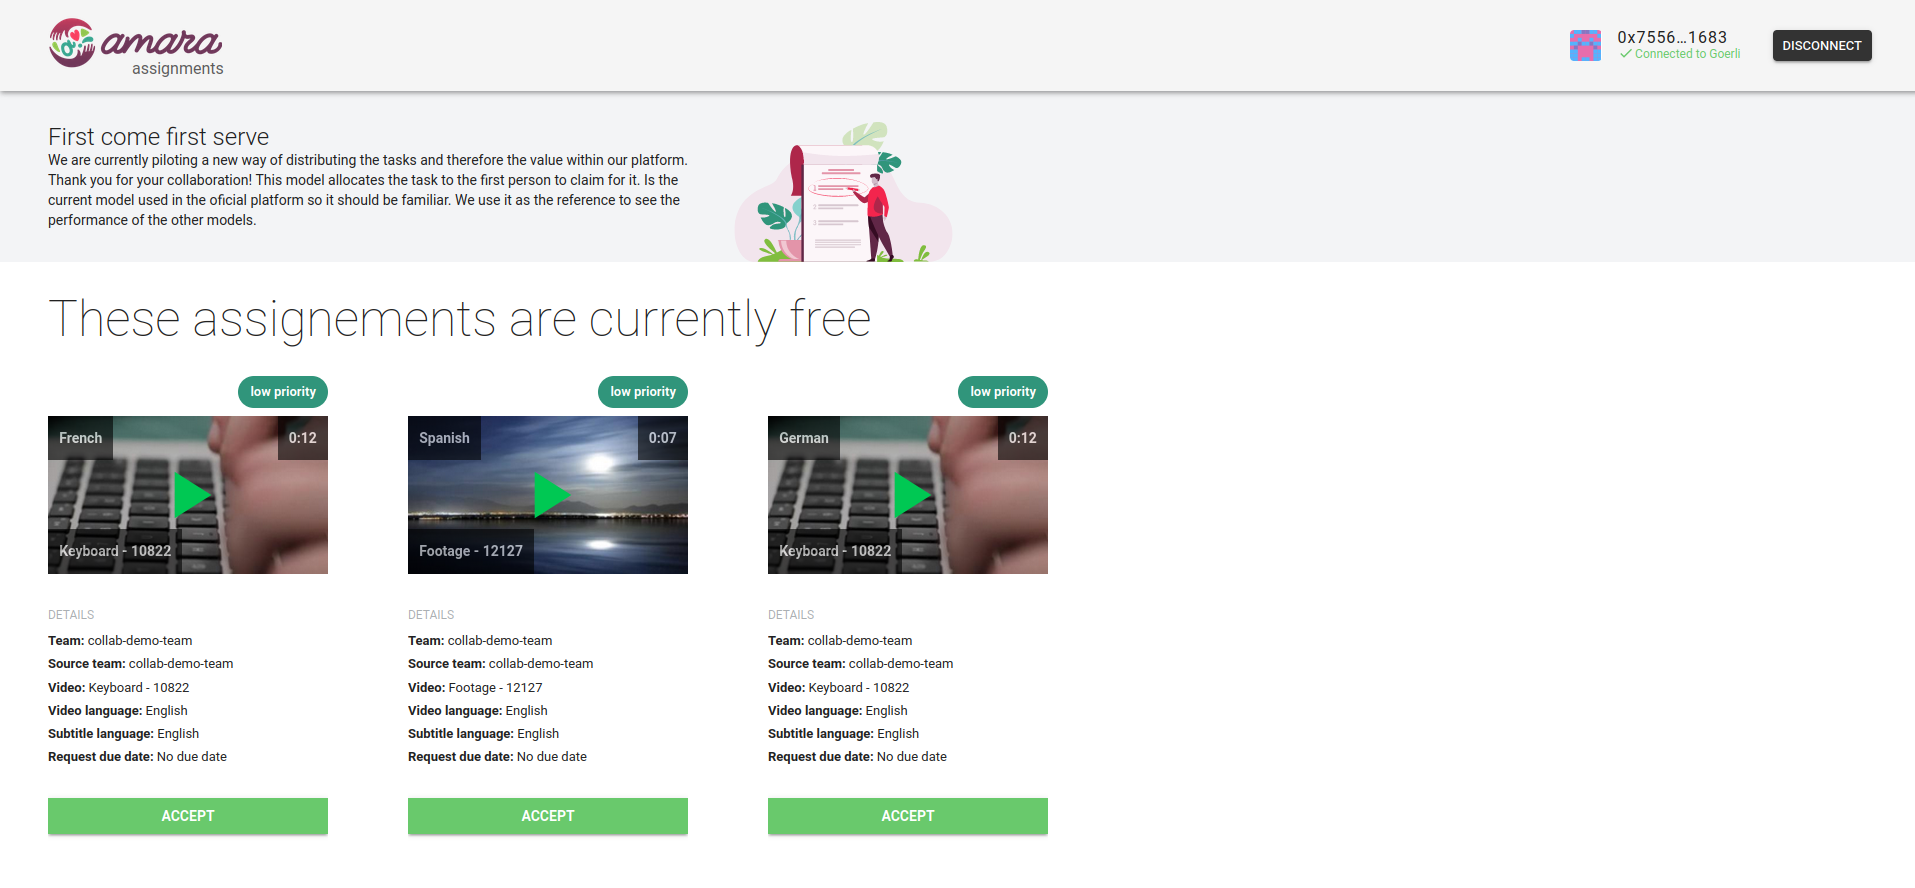 amara
assignments
0x7556...1683
Connected to Goerli
DISCONNECT
First come first serve
We are currently piloting a new way of distributing the tasks and therefore the value within our platform.
Thank you for your collaboration! This model allocates the task to the first person to claim for it. Is the
current model used in the oficial platform so it should be familiar. We use it as the reference to see the
performance of the other models.
These assignements are currently free
low priority
French
0:12
Keyboard - 10822
DETAILS
Team: collab-demo-team
Source team: collab-demo-team
Video: Keyboard - 10822
Video language: English
Subtitle language: English
Request due date: No due date
ACCEPT
low priority
Spanish
0:07
Footage - 12127
DETAILS
Team: collab-demo-team
Source team: collab-demo-team
Video: Footage - 12127
Video language: English
Subtitle language: English
Request due date: No due date
ACCEPT
low priority
German
0:12
Keyboard - 10822
DETAILS
Team: collab-demo-team
Source team: collab-demo-team
Video: Keyboard - 10822
Video language: English
Subtitle language: English
Request due date: No due date
ACCEPT